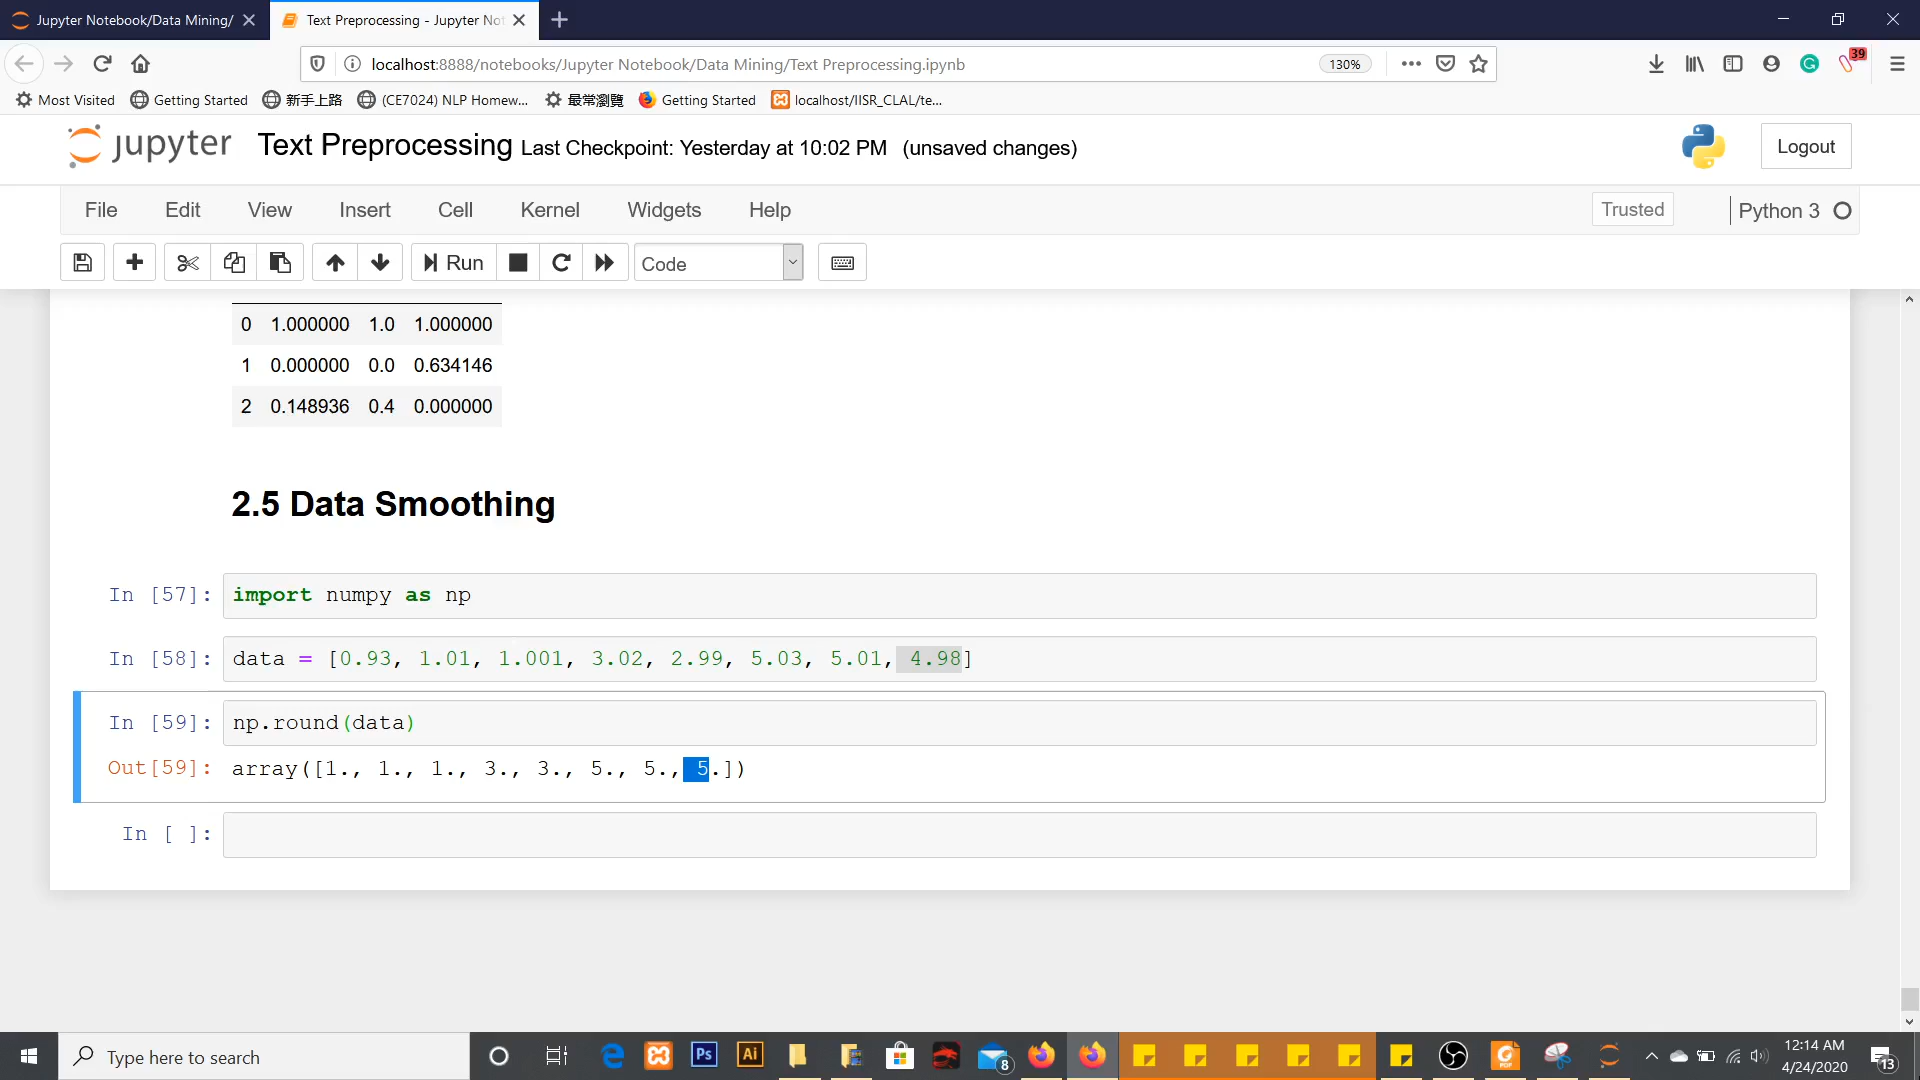 Jupyter Notebook/Data Mining/
Text Preprocessing - Jupyter Not
localhost:8888/notebooks/Jupyter Notebook/Data Mining/Text Preprocessing.ipynb
130%
39
Most Visited
Getting Started
新手上路
(CE7024) NLP Homew...
最常瀏覽
Getting Started
localhost/IISR_CLAL/te...
jupyter
Text Preprocessing Last Checkpoint: Yesterday at 10:02 PM (unsaved changes)
Logout
File Edit View Insert Cell Kernel Widgets Help
Trusted
Python 3
Run
Code
0 1.000000 1.0 1.000000
1 0.000000 0.0 0.634146
2 0.148936 0.4 0.000000
2.5 Data Smoothing
In [57]: import numpy as np
In [58]: data = [0.93, 1.01, 1.001, 3.02, 2.99, 5.03, 5.01, 4.98]
In [59]: np.round(data)
Out[59]: array([1., 1., 1., 3., 3., 5., 5., 5.])
In [ ]:
Type here to search
Ps
Ai
8
PDF
12:14 AM
4/24/2020
13